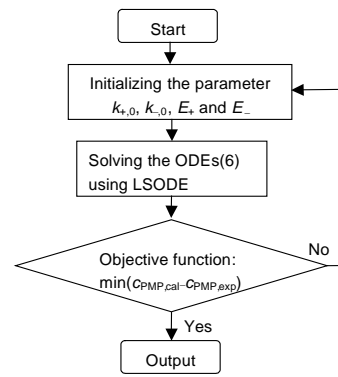 Start
Initializing the parameter
k+,0, k−,0, E+ and E−
Solving the ODEs(6)
using LSODE
Objective function:
min(cPMP,cal−cPMP,exp)
No
Yes
Output